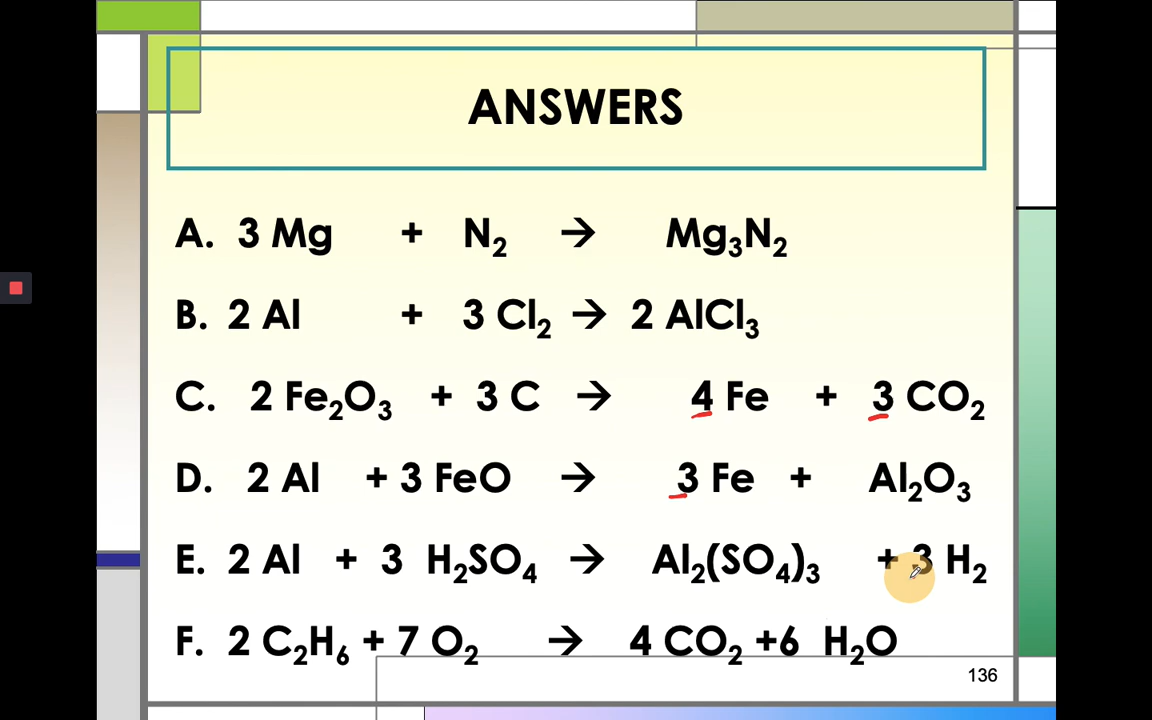 ANSWERS
A. 3 Mg + N₂ → Mg₃N₂
B. 2 Al + 3 Cl₂ → 2 AlCl₃
C. 2 Fe₂O₃ + 3 C → 4 Fe + 3 CO₂
D. 2 Al + 3 FeO → 3 Fe + Al₂O₃
E. 2 Al + 3 H₂SO₄ → Al₂(SO₄)₃ + 3 H₂
F. 2 C₂H₆ + 7 O₂ → 4 CO₂ +6 H₂O
136